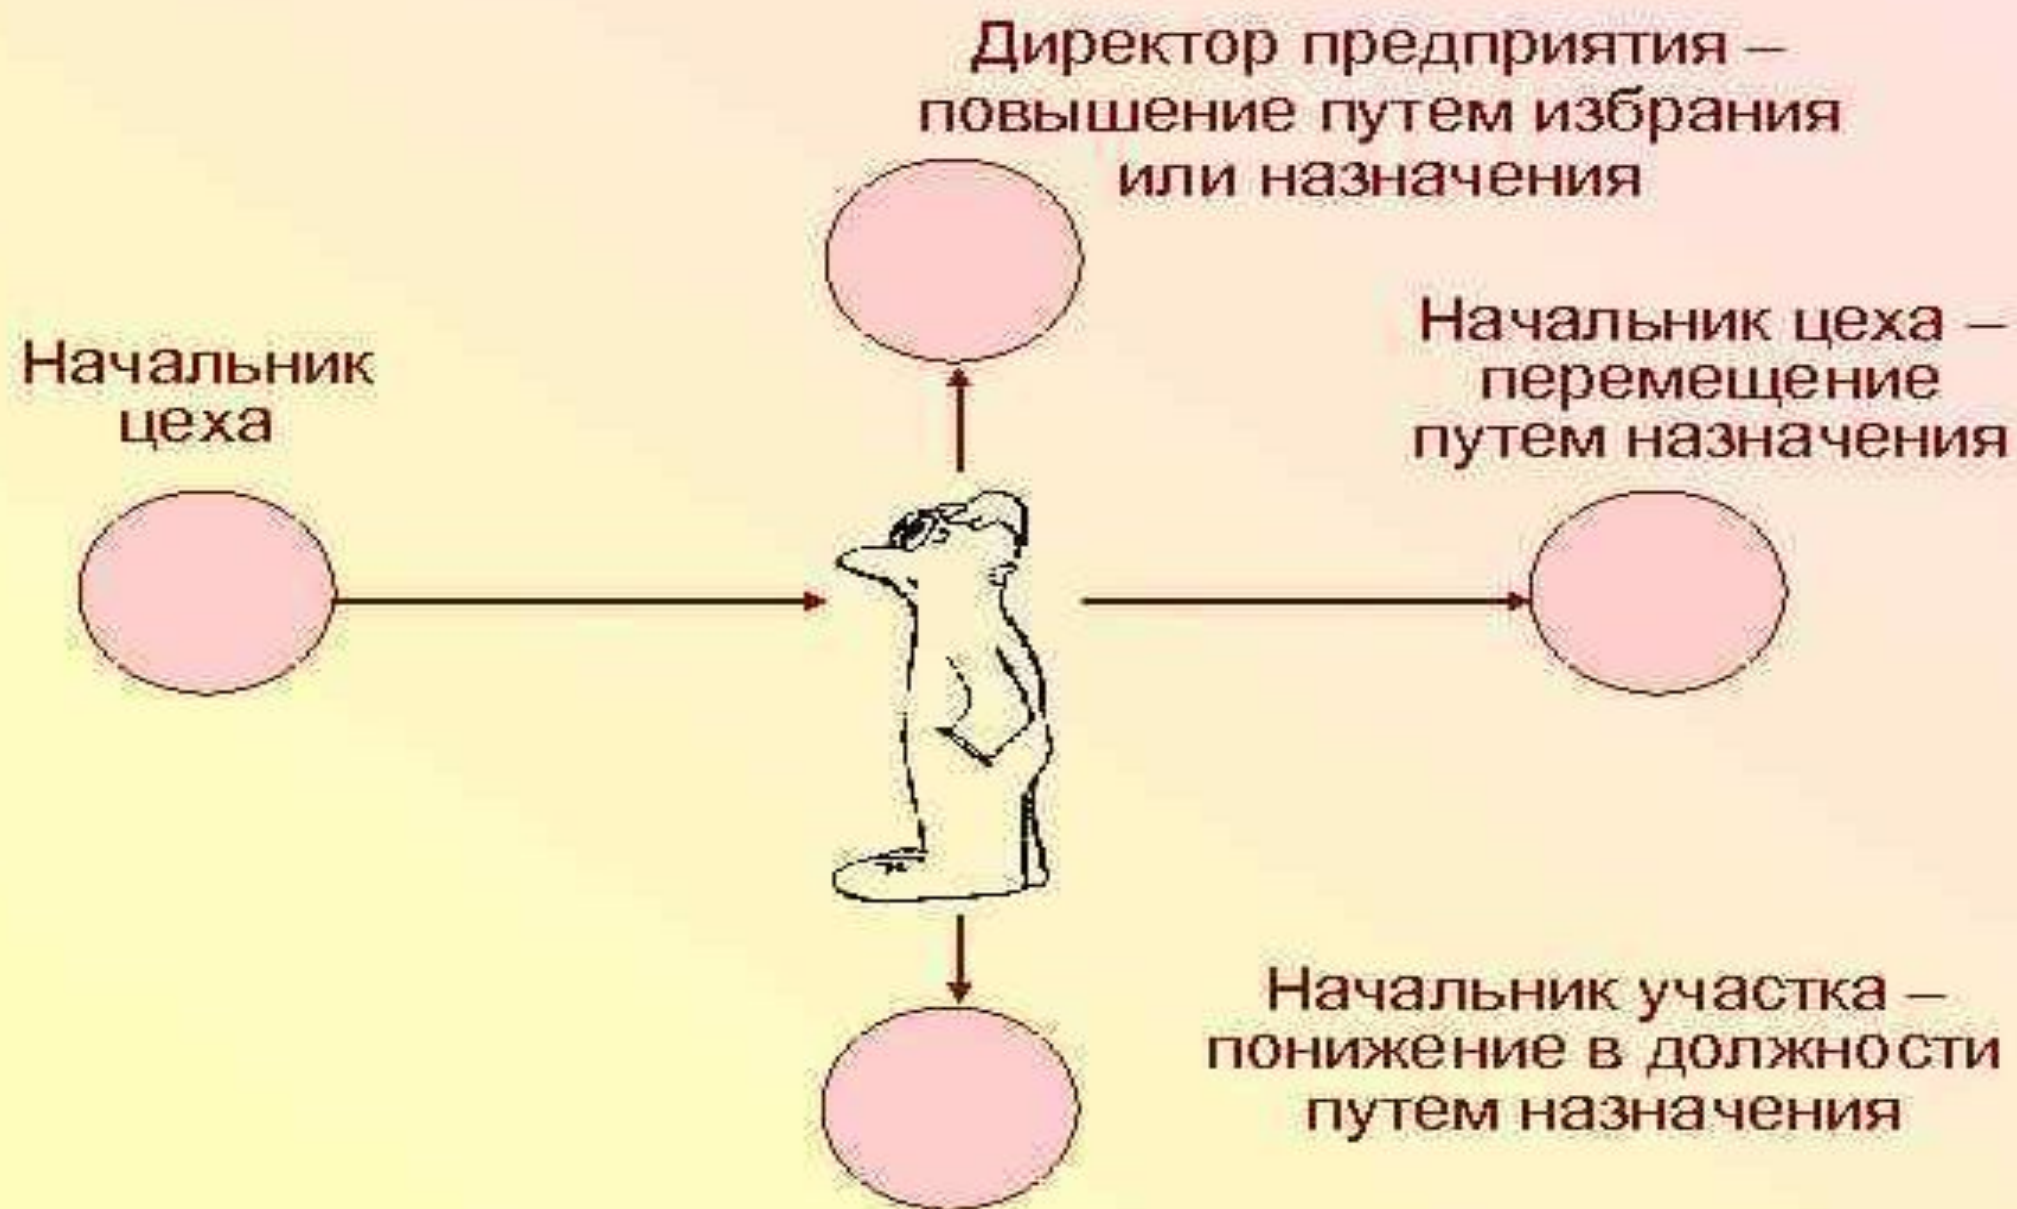 Директор предприятия –
повышение путем избрания
или назначения
Начальник
цеха
Начальник цеха –
перемещение
путем назначения
Начальник участка –
понижение в должности
путем назначения